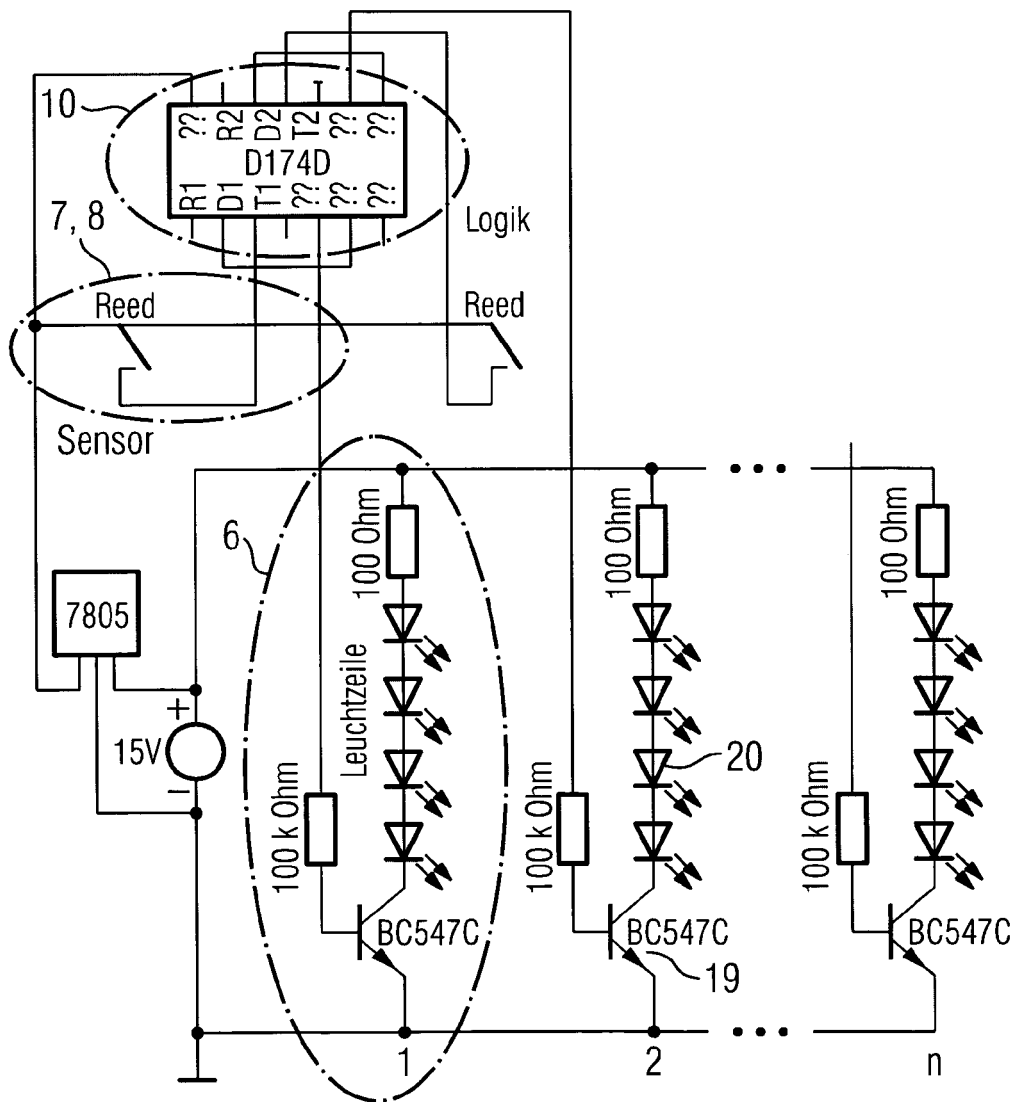 10
?? R2 D2 T2 ?? ??
D174D
R1 D1 T1 ?? ?? ??
Logik
7, 8
Reed
Reed
Sensor
6
100 Ohm
100 Ohm
100 Ohm
7805
Leuchtzeile
+
15V
−
20
100 k Ohm
100 k Ohm
100 k Ohm
BC547C
BC547C
BC547C
19
1
2
n